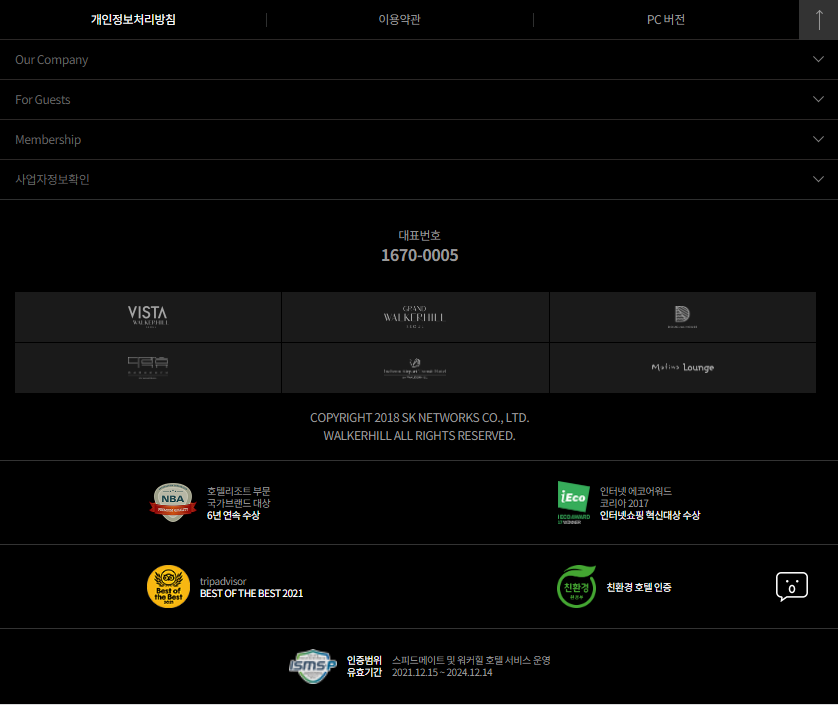 개인정보처리방침
이용약관
PC 버전
Our Company
For Guests
Membership
사업자정보확인
대표번호
1670-0005
VISTA
WALKERHILL
GRAND
WALKERHILL
Matina Lounge
COPYRIGHT 2018 SK NETWORKS CO., LTD.
WALKERHILL ALL RIGHTS RESERVED.
NBA
호텔리조트 부문
국가브랜드 대상
6년 연속 수상
iEco
인터넷 에코어워드
코리아 2017
인터넷쇼핑 혁신대상 수상
Best of
the Best
2021
tripadvisor
BEST OF THE BEST 2021
친환경
환경부
친환경 호텔 인증
ISMS-P
인증범위 스피드메이트 및 워커힐 호텔 서비스 운영
유효기간 2021.12.15 ~ 2024.12.14